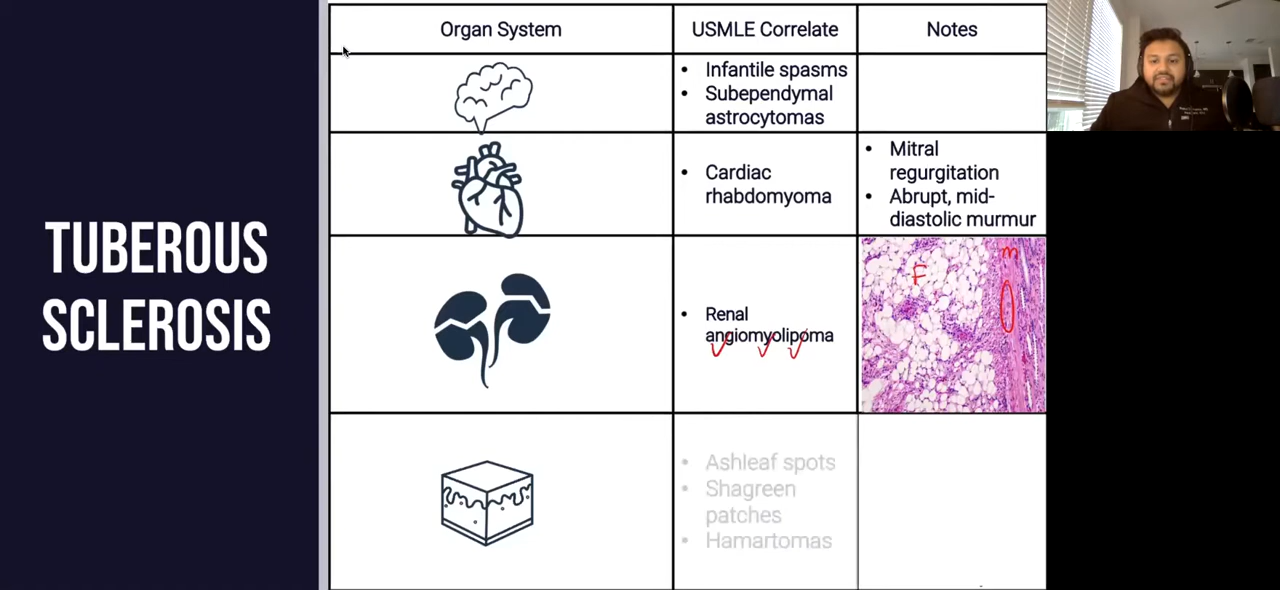 TUBEROUS
SCLEROSIS
Organ System
USMLE Correlate
Notes
• Infantile spasms
• Subependymal
astrocytomas
• Cardiac
rhabdomyoma
• Mitral
regurgitation
• Abrupt, mid-
diastolic murmur
• Renal
angiomyolipoma
F
m
• Ashleaf spots
• Shagreen
patches
• Hamartomas